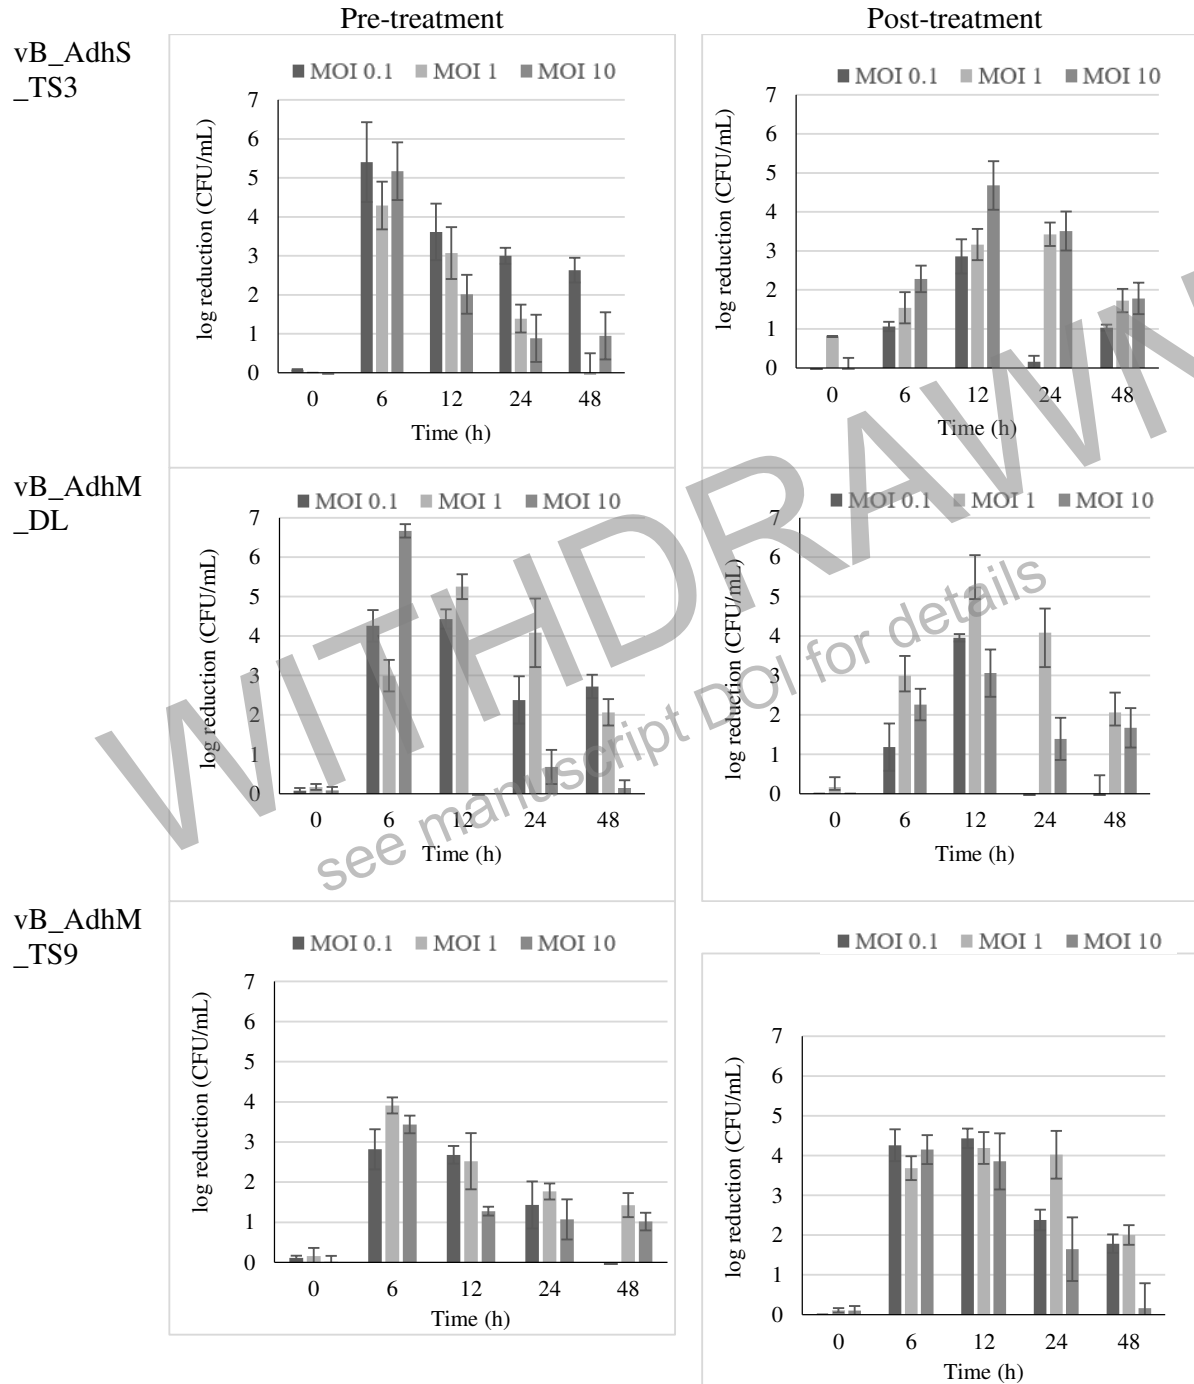 Pre-treatment
Post-treatment
vB_AdhS
_TS3
MOI 0.1 MOI 1 MOI 10
log reduction (CFU/mL)
7
6
5
4
3
2
1
0
0 6 12 24 48
Time (h)
MOI 0.1 MOI 1 MOI 10
log reduction (CFU/mL)
7
6
5
4
3
2
1
0
0 6 12 24 48
Time (h)
vB_AdhM
_DL
MOI 0.1 MOI 1 MOI 10
log reduction (CFU/mL)
7
6
5
4
3
2
1
0
0 6 12 24 48
Time (h)
MOI 0.1 MOI 1 MOI 10
log reduction (CFU/mL)
7
6
5
4
3
2
1
0
0 6 12 24 48
Time (h)
vB_AdhM
_TS9
MOI 0.1 MOI 1 MOI 10
log reduction (CFU/mL)
7
6
5
4
3
2
1
0
0 6 12 24 48
Time (h)
MOI 0.1 MOI 1 MOI 10
log reduction (CFU/mL)
7
6
5
4
3
2
1
0
0 6 12 24 48
Time (h)
WITHDRAWN
see manuscript DOI for details